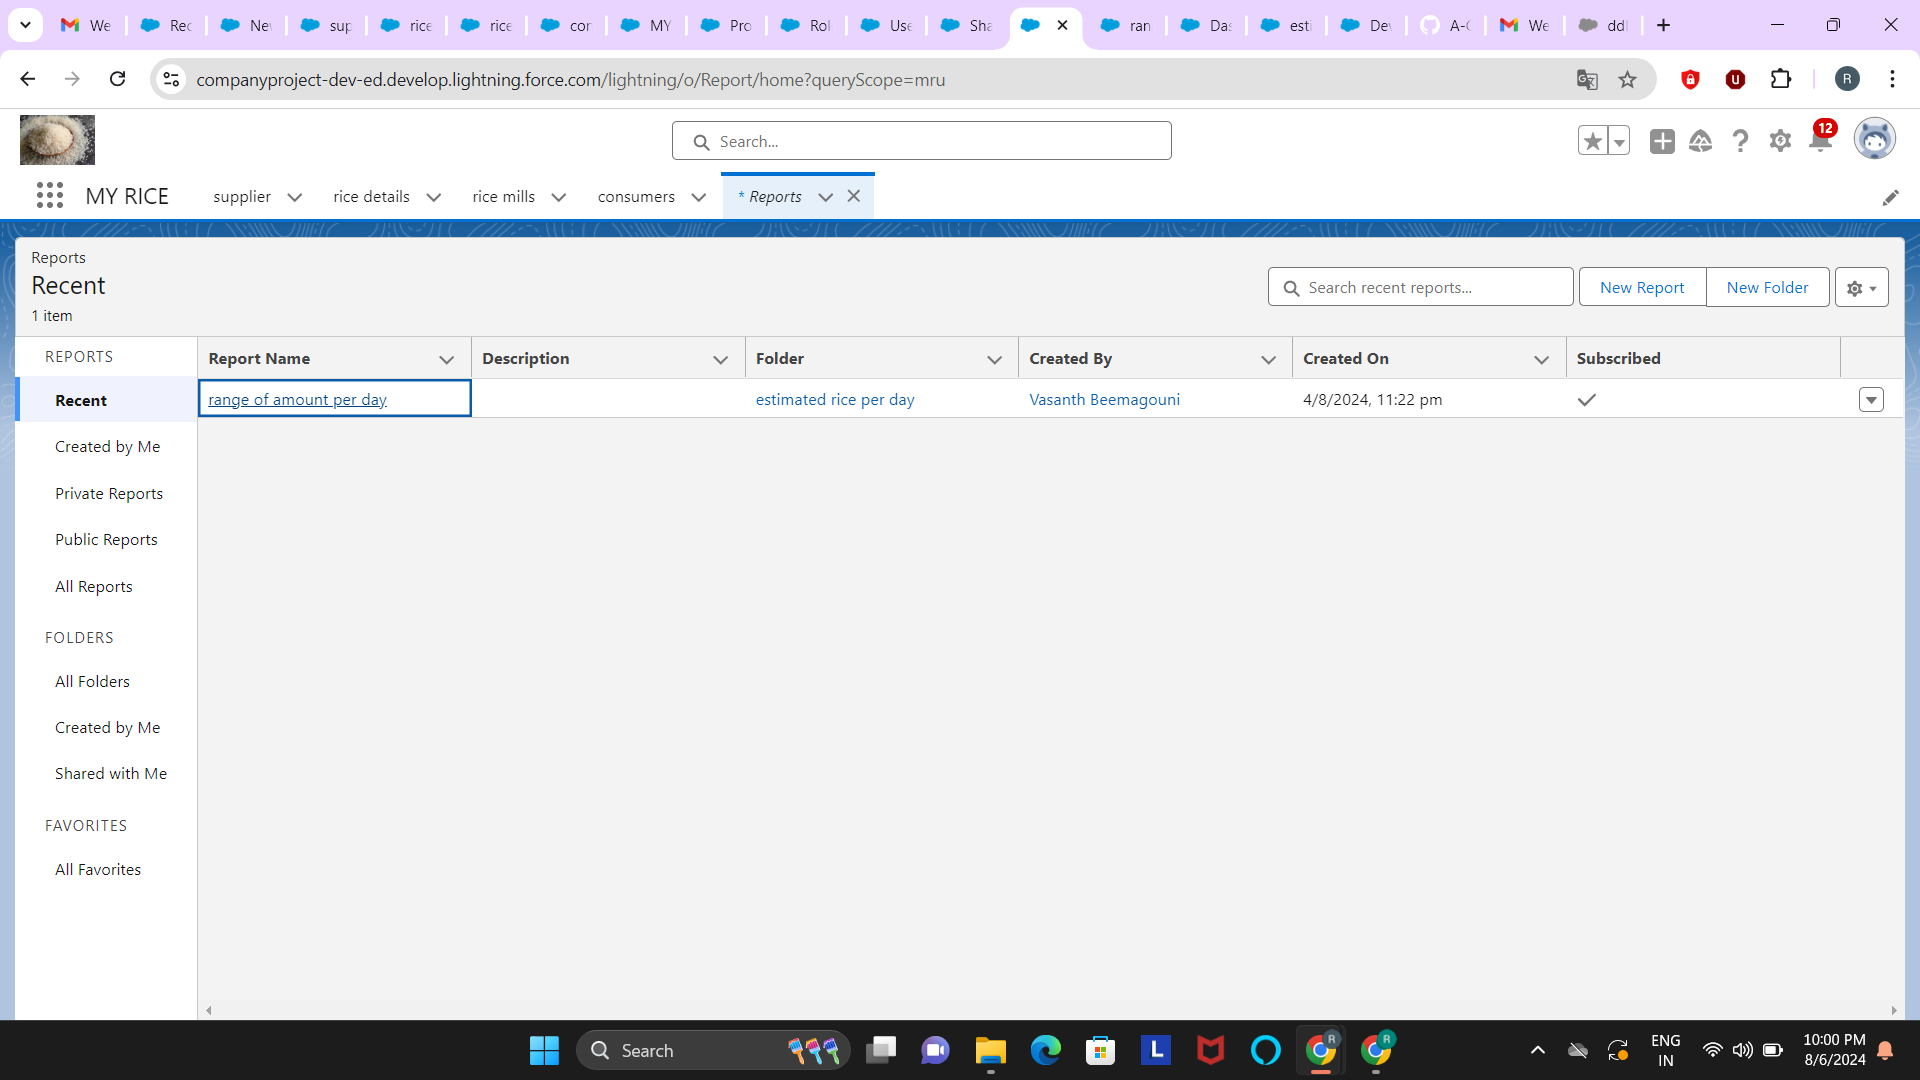 We
Rec
Nev
sup
rice
rice
cor
MY
Pro
Rol
Use
Sha
ran
Das
esti
Dev
A-C
We
ddl
companyproject-dev-ed.develop.lightning.force.com/lightning/o/Report/home?queryScope=mru
R
Search...
12
MY RICE
supplier
rice details
rice mills
consumers
* Reports
Reports
Recent
1 item
Search recent reports...
New Report
New Folder
REPORTS
Recent
Created by Me
Private Reports
Public Reports
All Reports
FOLDERS
All Folders
Created by Me
Shared with Me
FAVORITES
All Favorites
Report Name
Description
Folder
Created By
Created On
Subscribed
range of amount per day
estimated rice per day
Vasanth Beemagouni
4/8/2024, 11:22 pm
Search
L
R
R
ENG
IN
10:00 PM
8/6/2024